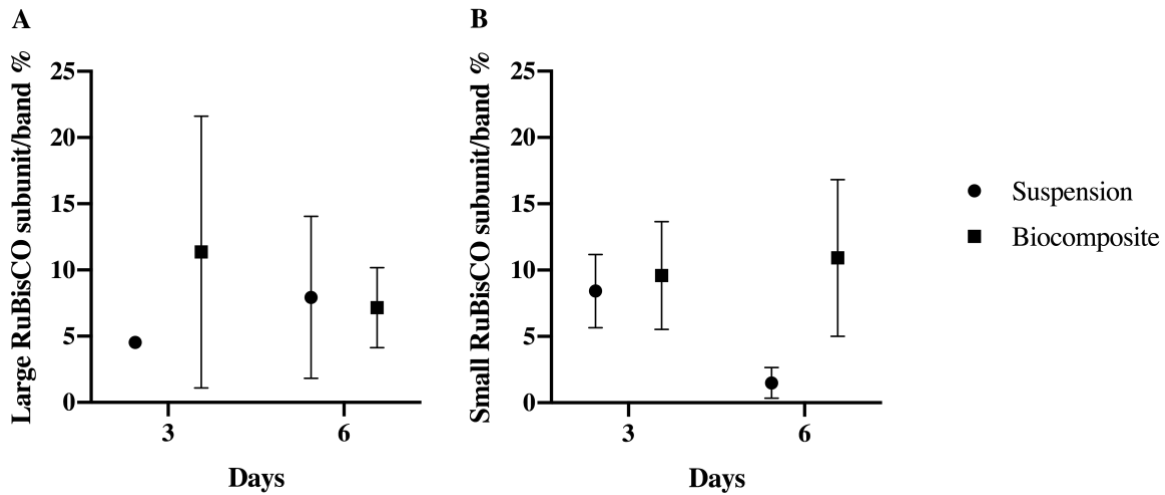 A
Large RuBisCO subunit/band %
25
20
15
10
5
0
3
6
Days
B
Small RuBisCO subunit/band %
25
20
15
10
5
0
3
6
Days
Suspension
Biocomposite